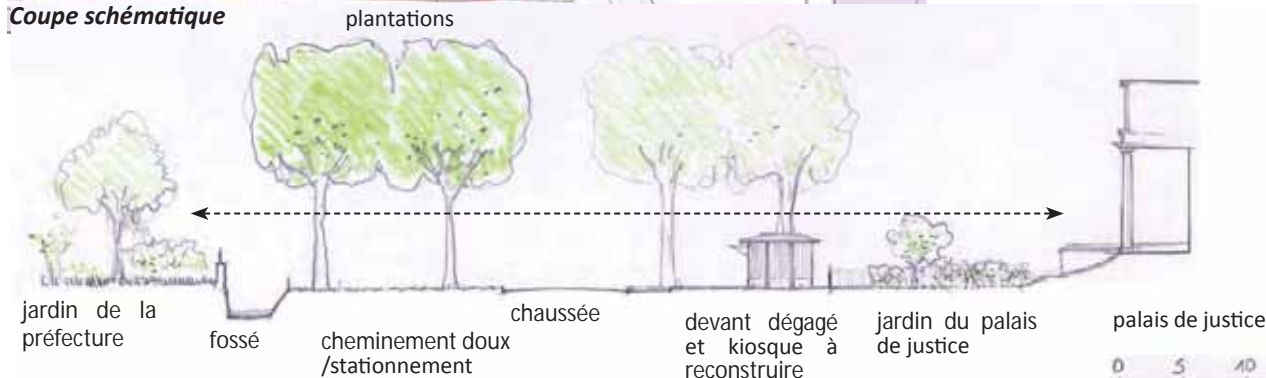 Coupe schématique
plantations
jardin de la
préfecture
fossé
cheminement doux
/stationnement
chaussée
devant dégagé
et kiosque à
reconstruire
jardin du palais
de justice
palais de justice
0 5 10